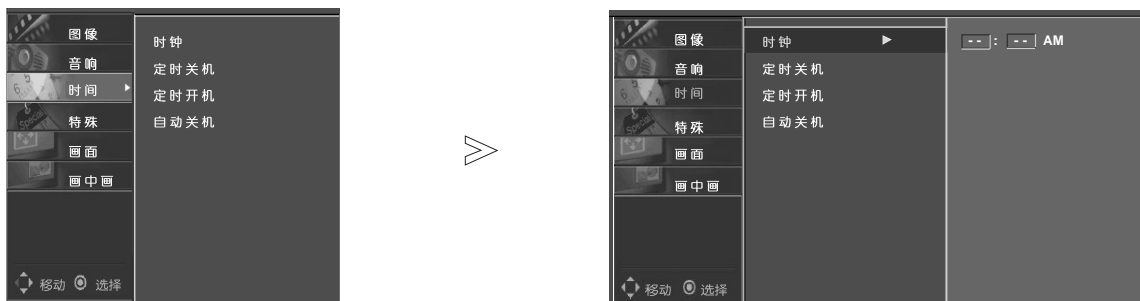 图像
音响
时间
特殊
画面
画中画
移动 选择
时钟
定时关机
定时开机
自动关机
图像
音响
时间
特殊
画面
画中画
移动 选择
时钟 ▶
定时关机
定时开机
自动关机
-- : -- AM